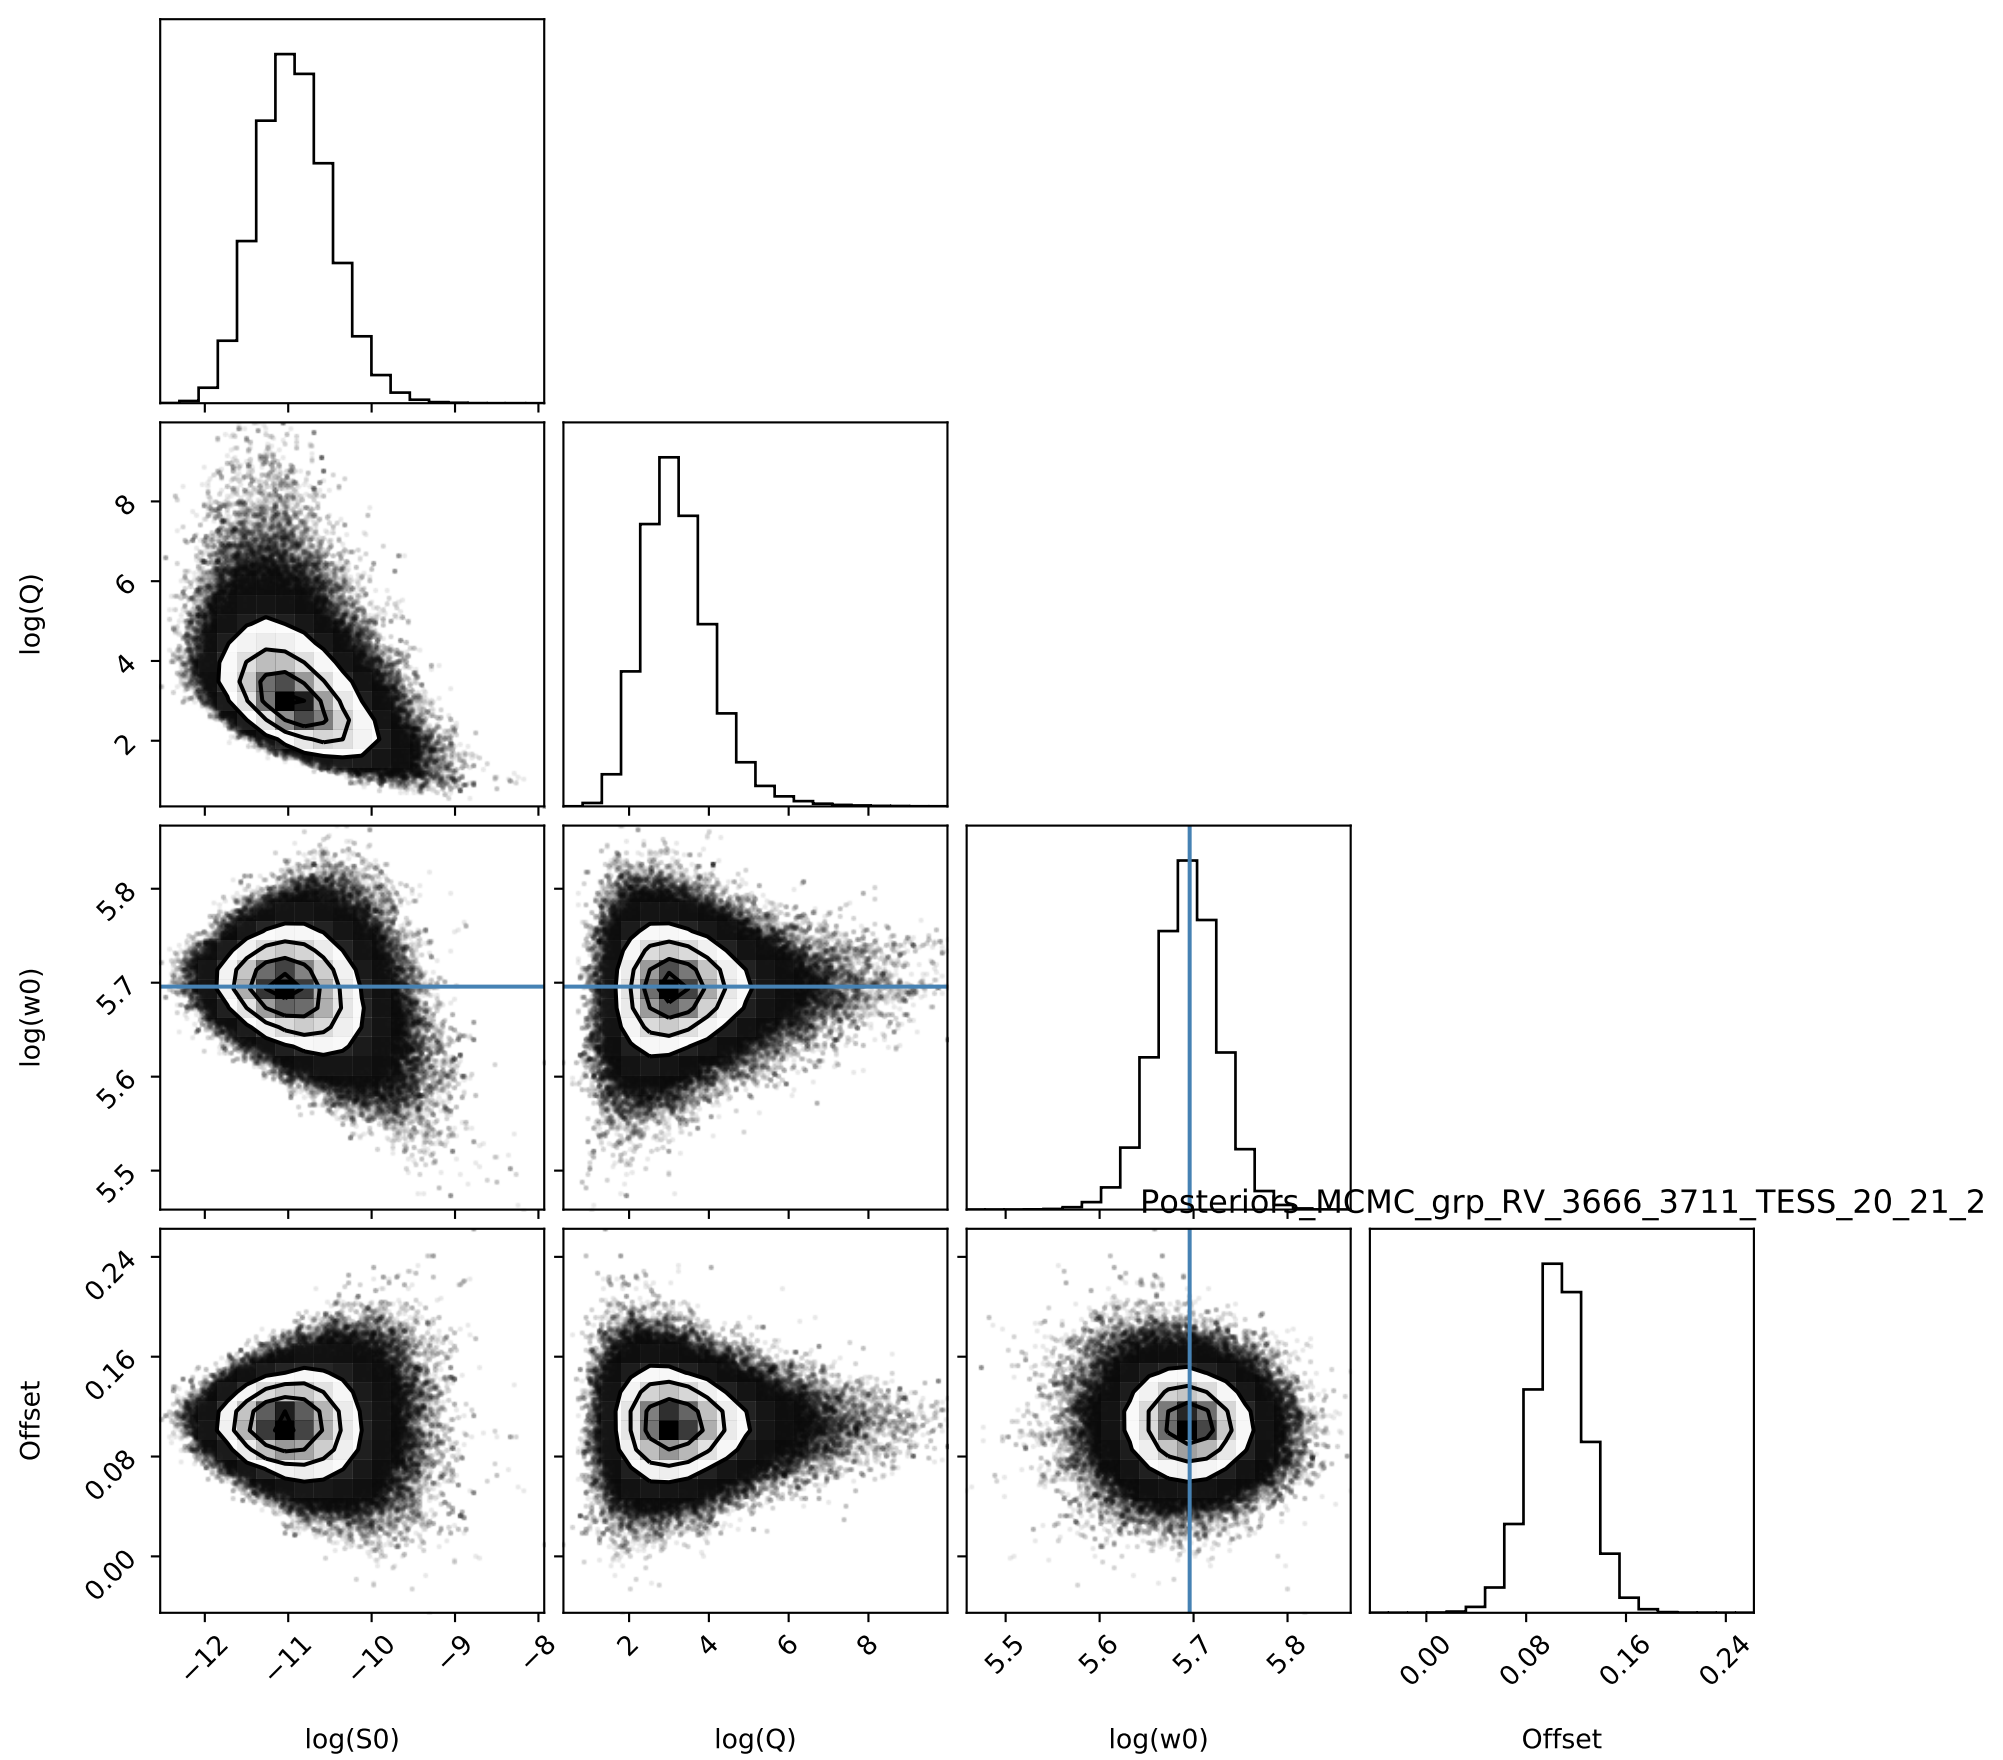 log(Q)
8
6
4
2
log(w0)
5.8
5.7
5.6
5.5
Posteriors_MCMC_grp_RV_3666_3711_TESS_20_21_2
Offset
0.24
0.16
0.08
0.00
−12 −11 −10 −9 −8 2 4 6 8 5.5 5.6 5.7 5.8 0.00 0.08 0.16 0.24
log(S0) log(Q) log(w0) Offset